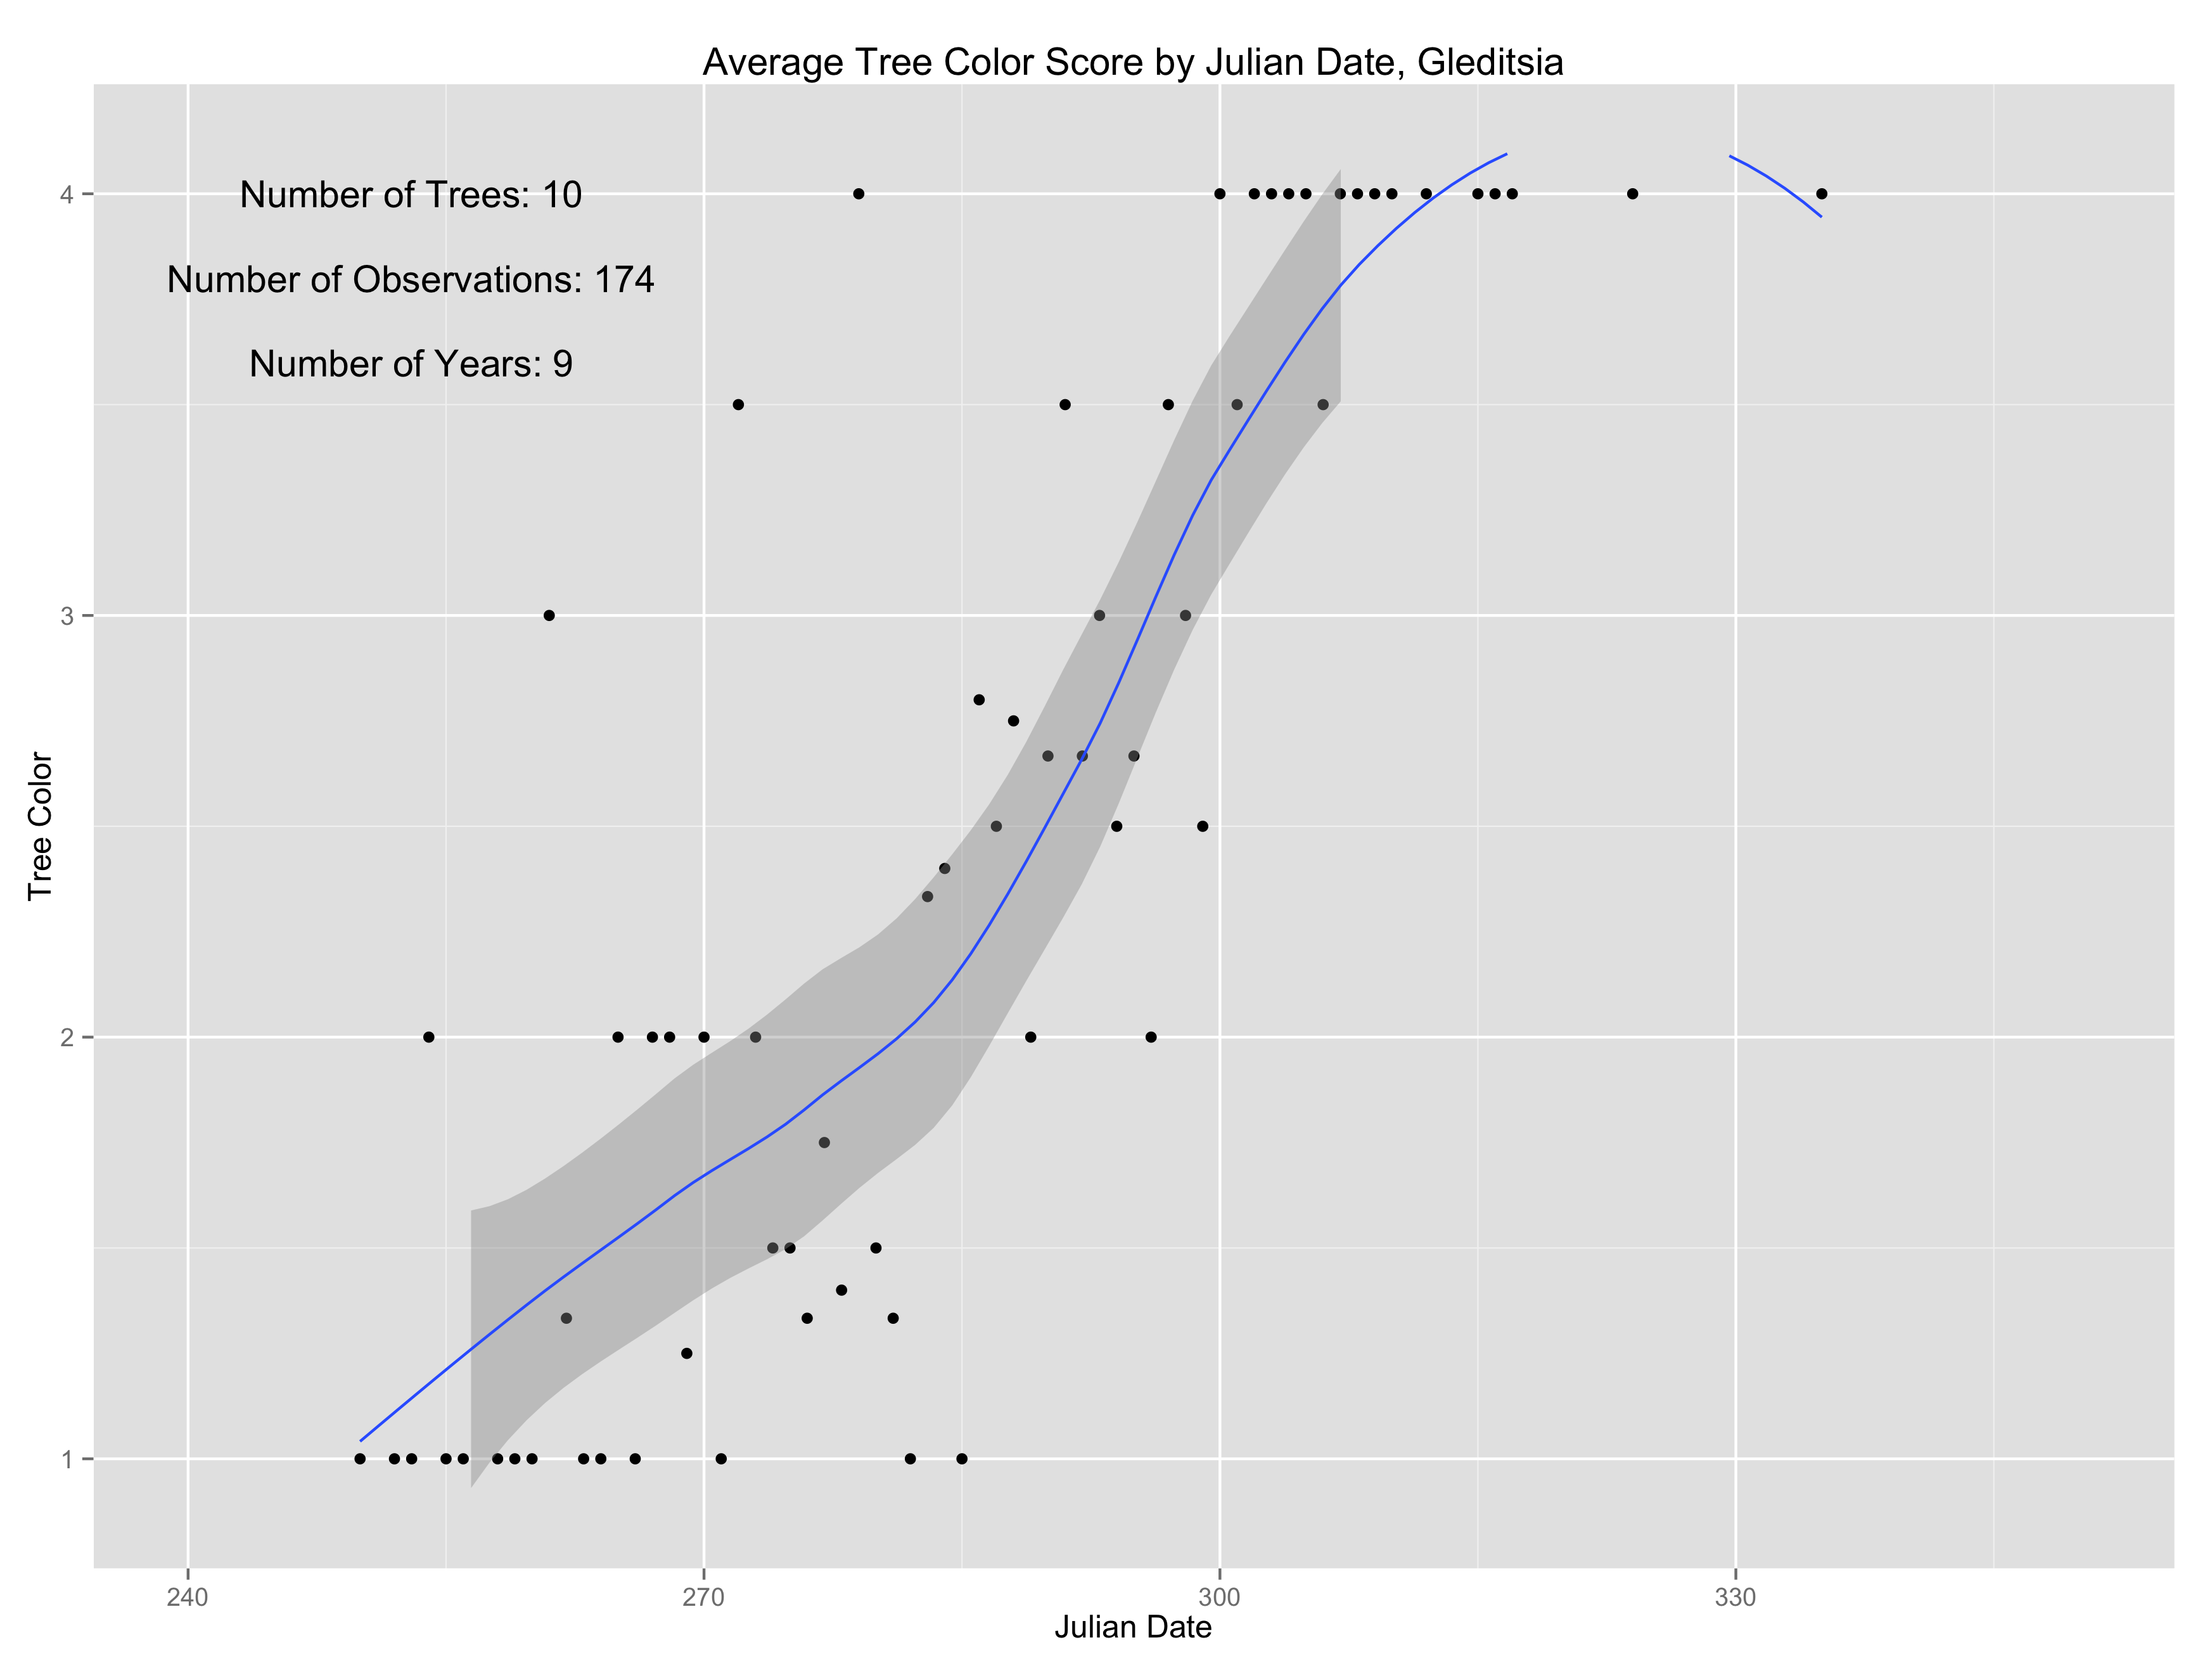 Average Tree Color Score by Julian Date, Gleditsia
Number of Trees: 10
Number of Observations: 174
Number of Years: 9
4
3
2
1
Tree Color
240 270 300 330
Julian Date